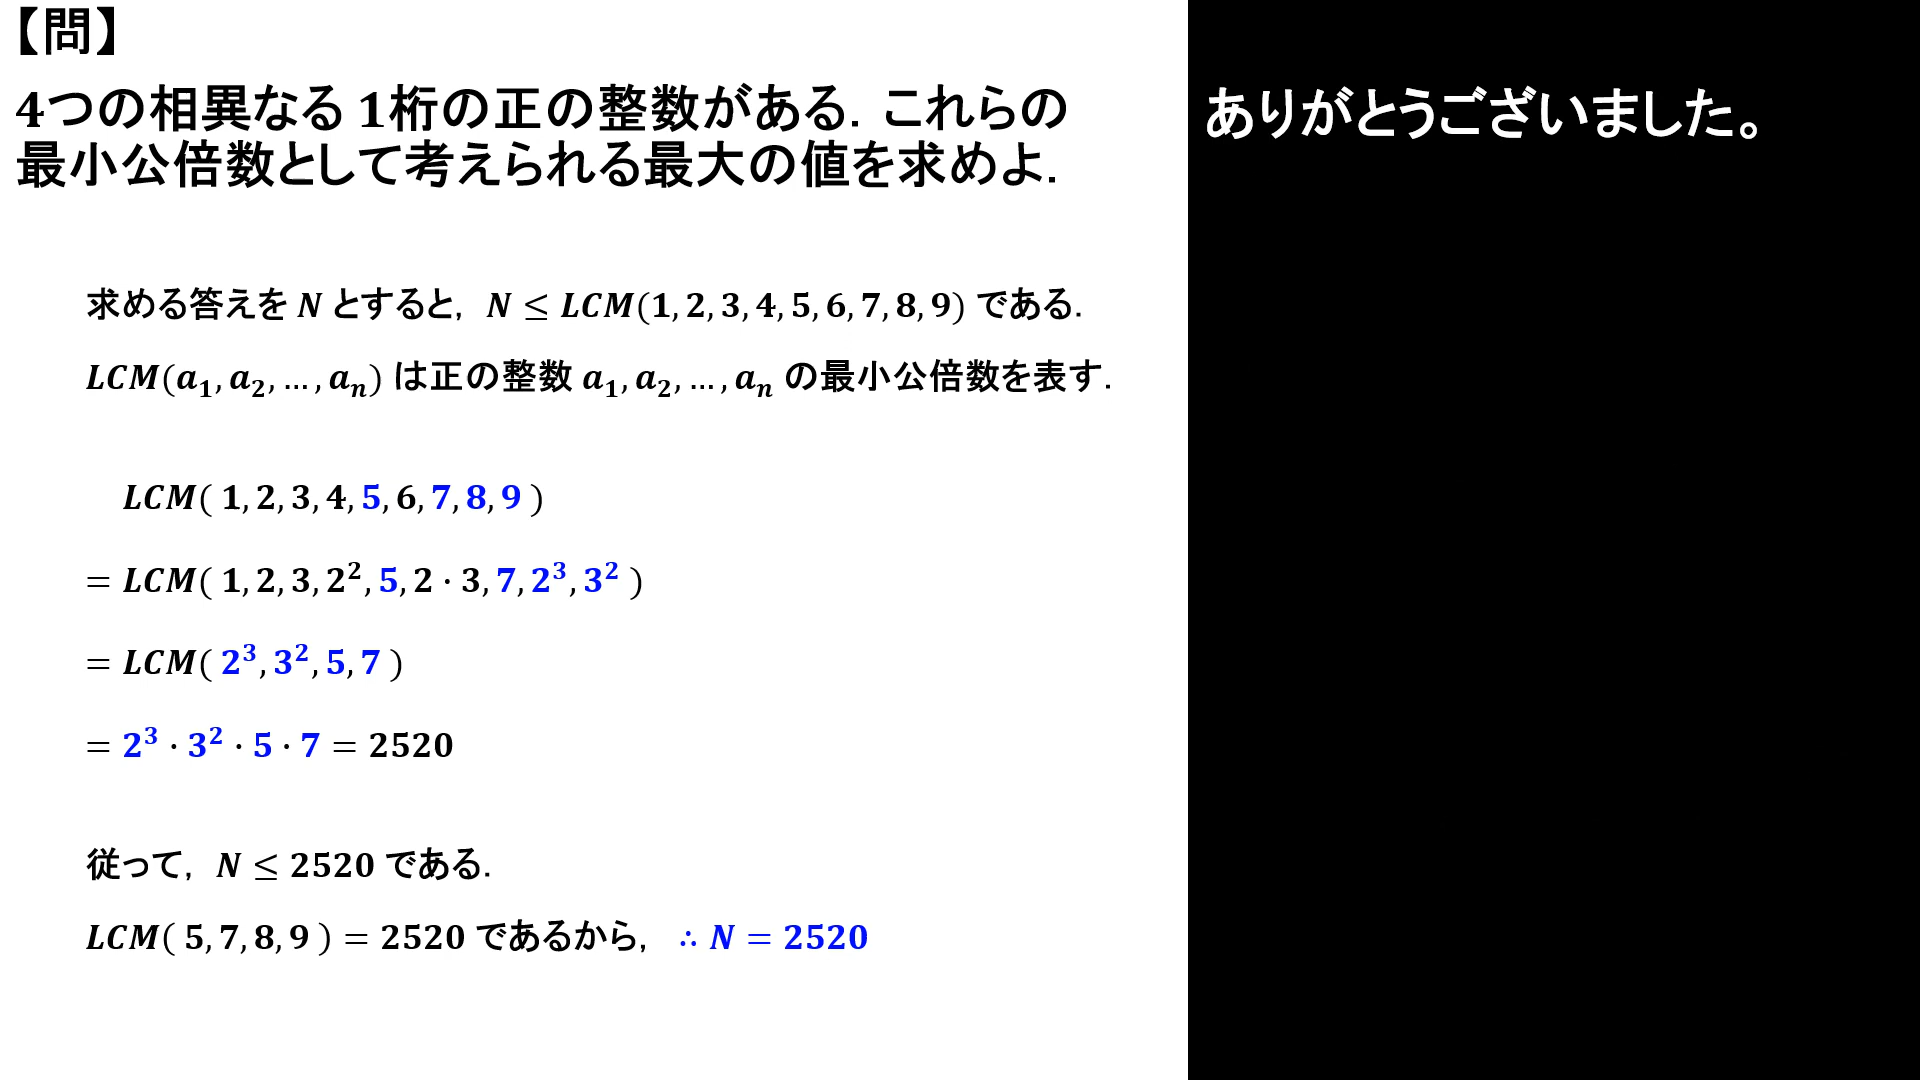 【問】
4つの相異なる 1桁の正の整数がある．これらの
最小公倍数として考えられる最大の値を求めよ．
求める答えを N とすると， N ≤ LCM(1, 2, 3, 4, 5, 6, 7, 8, 9) である．
LCM(a₁, a₂, … , aₙ) は正の整数 a₁, a₂, … , aₙ の最小公倍数を表す．
LCM( 1, 2, 3, 4, 5, 6, 7, 8, 9 )
= LCM( 1, 2, 3, 2², 5, 2 · 3, 7, 2³, 3² )
= LCM( 2³, 3², 5, 7 )
= 2³ · 3² · 5 · 7 = 2520
従って， N ≤ 2520 である．
LCM( 5, 7, 8, 9 ) = 2520 であるから， ∴ N = 2520
ありがとうございました。